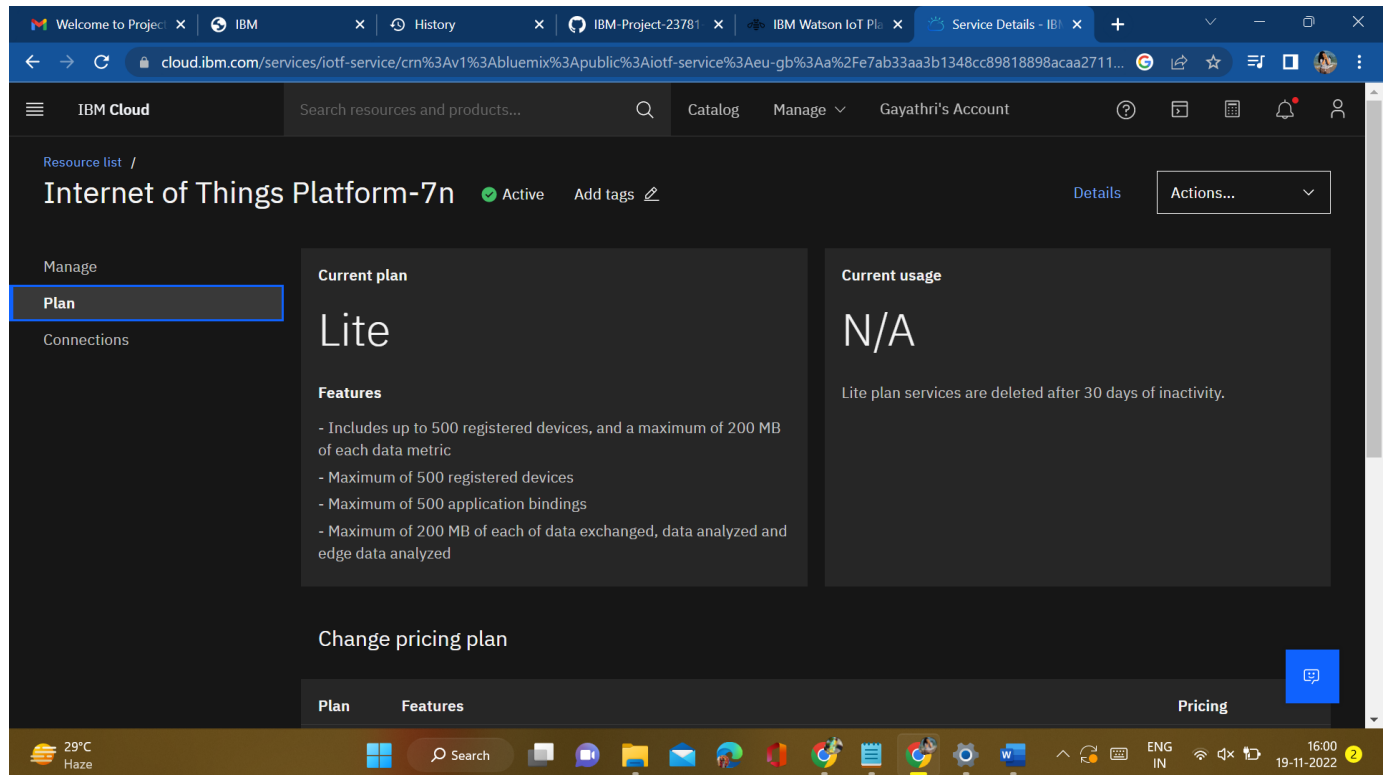 Welcome to Projec
IBM
History
IBM-Project-23781-
IBM Watson IoT Pla
Service Details - IB
cloud.ibm.com/services/iotf-service/crn%3Av1%3Abluemix%3Apublic%3Aiotf-service%3Aeu-gb%3Aa%2Fe7ab33aa3b1348cc89818898acaa2711...
IBM Cloud
Search resources and products...
Catalog
Manage
Gayathri's Account
Resource list /
Internet of Things Platform-7n
Active
Add tags
Details
Actions...
Manage
Plan
Connections
Current plan
Lite
Features
- Includes up to 500 registered devices, and a maximum of 200 MB
of each data metric
- Maximum of 500 registered devices
- Maximum of 500 application bindings
- Maximum of 200 MB of each of data exchanged, data analyzed and
edge data analyzed
Current usage
N/A
Lite plan services are deleted after 30 days of inactivity.
Change pricing plan
Plan
Features
Pricing
29°C
Haze
Search
ENG
IN
16:00
19-11-2022
2